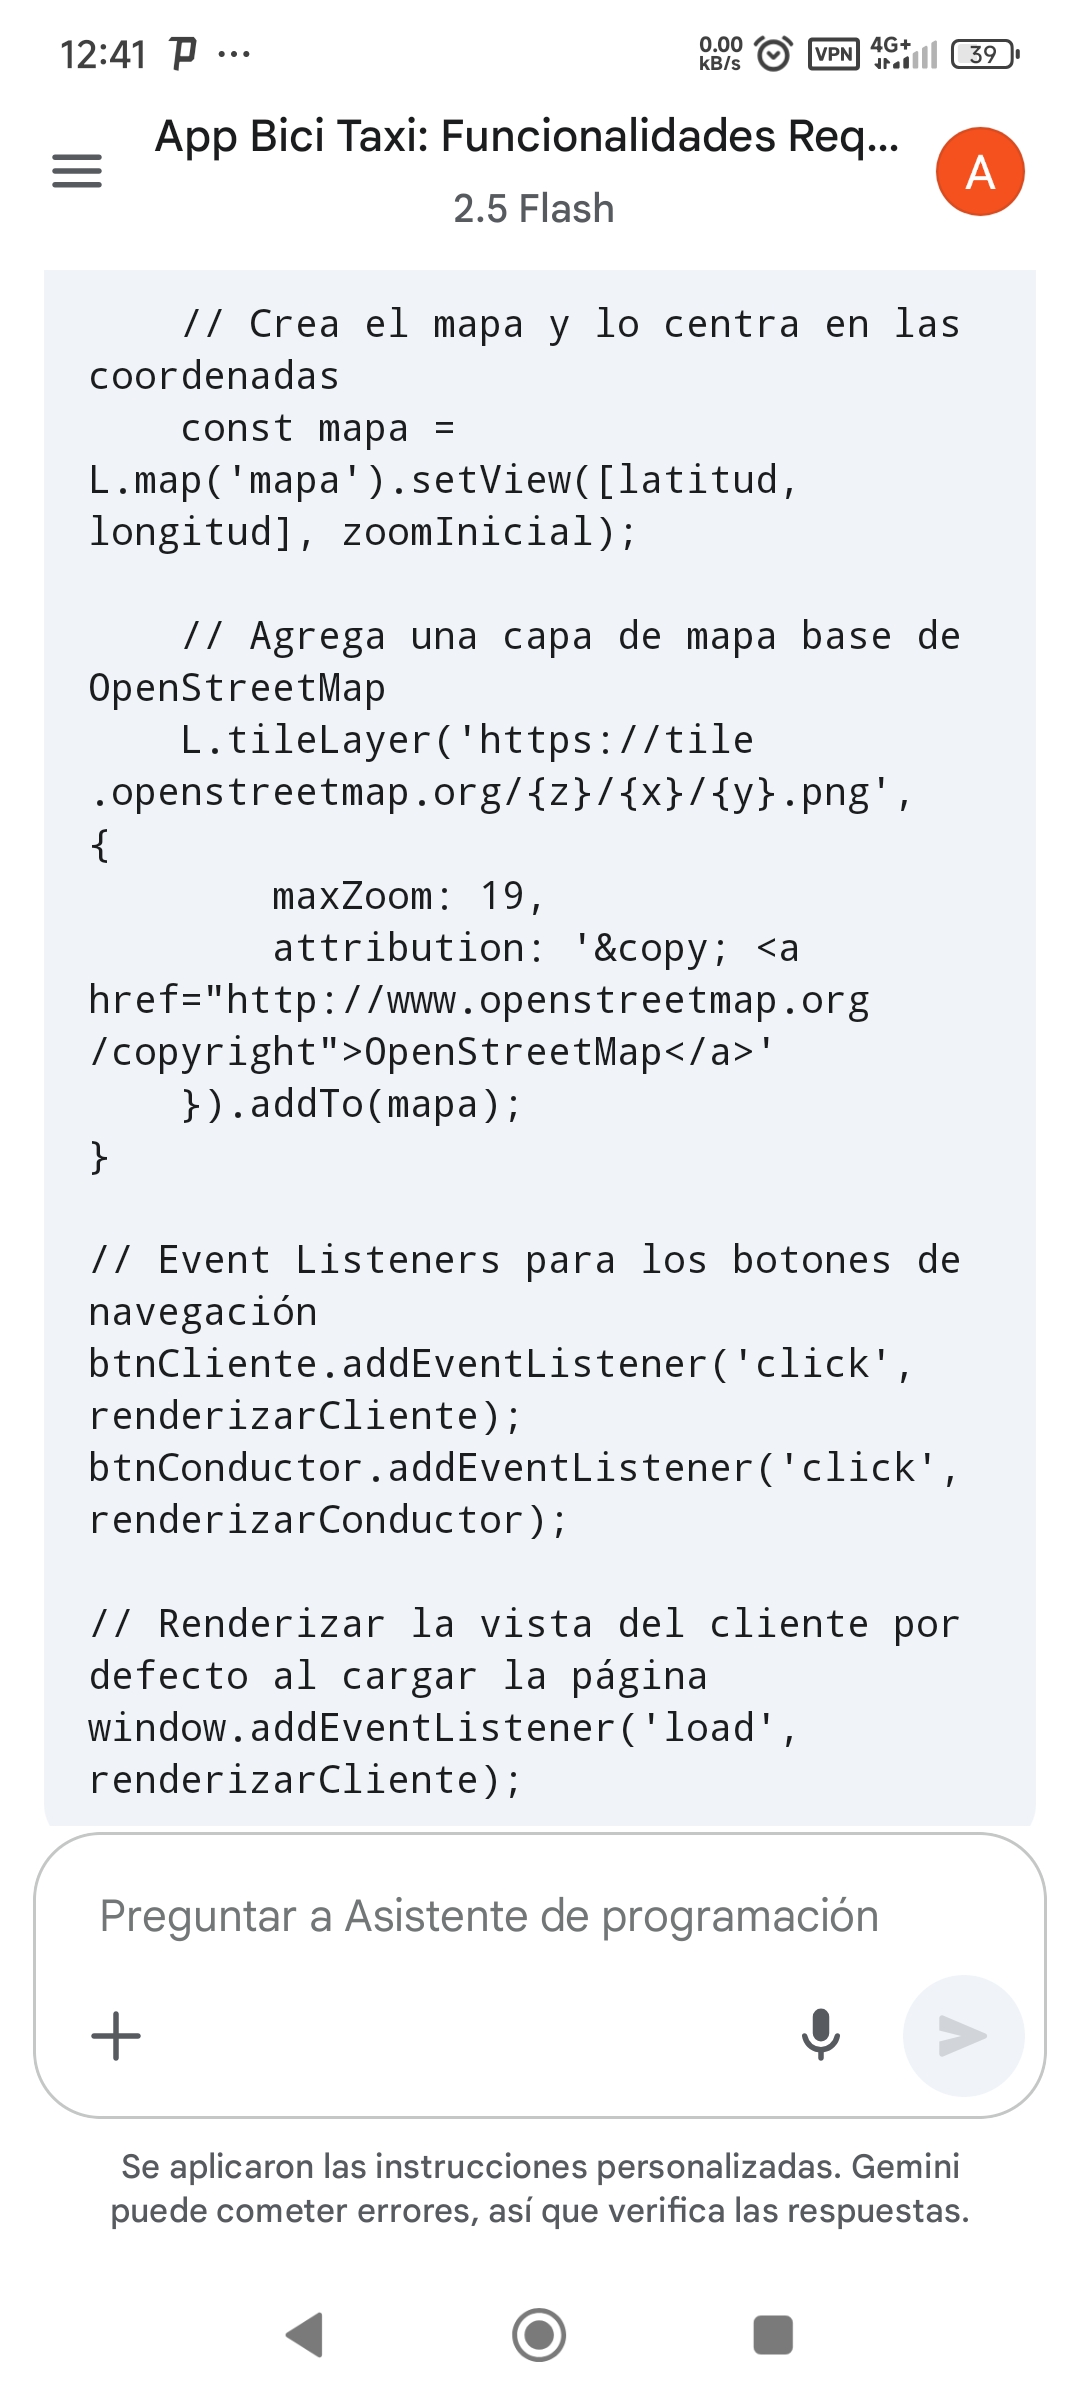 12:41
0.00
kB/s
VPN
4G+
39
App Bici Taxi: Funcionalidades Req...
2.5 Flash
A
// Crea el mapa y lo centra en las
coordenadas
const mapa =
L.map('mapa').setView([latitud,
longitud], zoomInicial);
// Agrega una capa de mapa base de
OpenStreetMap
L.tileLayer('https://tile
.openstreetmap.org/{z}/{x}/{y}.png',
{
maxZoom: 19,
attribution: '&copy; <a
href="http://www.openstreetmap.org
/copyright">OpenStreetMap</a>'
}).addTo(mapa);
}
// Event Listeners para los botones de
navegación
btnCliente.addEventListener('click',
renderizarCliente);
btnConductor.addEventListener('click',
renderizarConductor);
// Renderizar la vista del cliente por
defecto al cargar la página
window.addEventListener('load',
renderizarCliente);
Preguntar a Asistente de programación
Se aplicaron las instrucciones personalizadas. Gemini
puede cometer errores, así que verifica las respuestas.